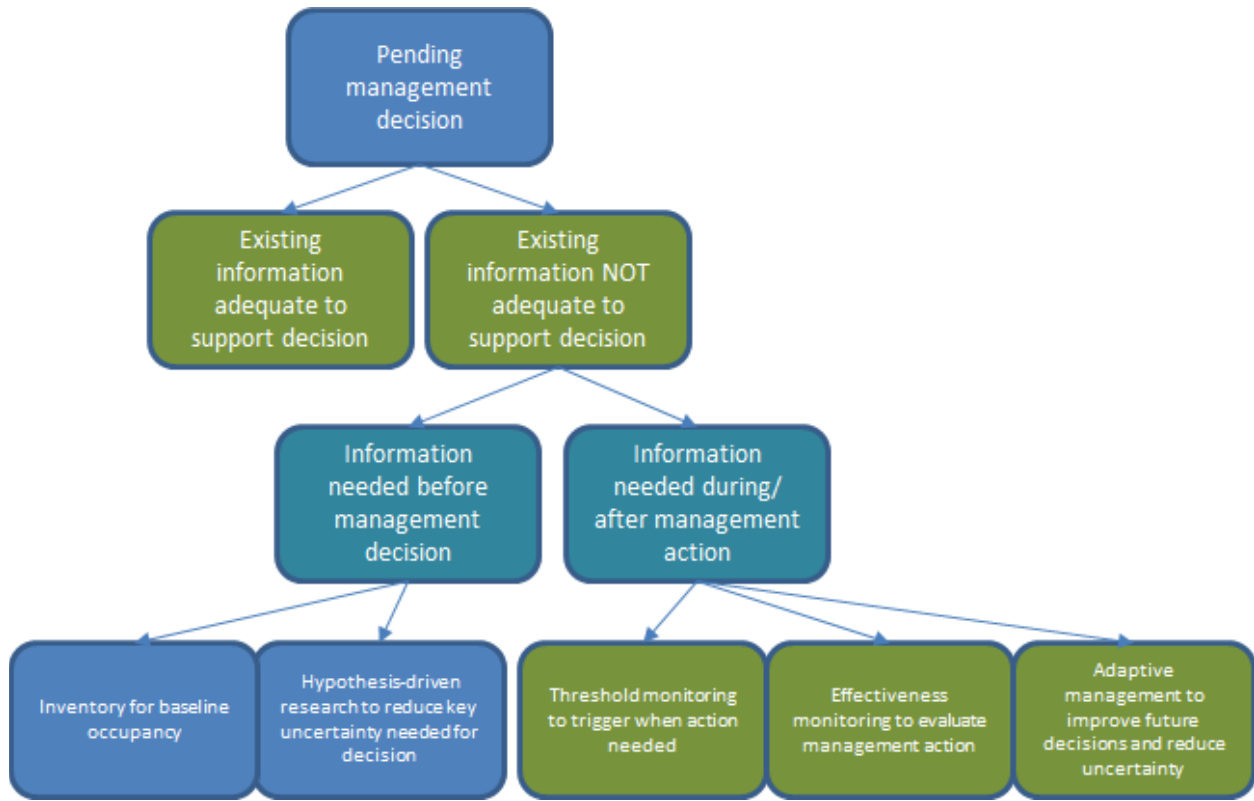 Pending
management
decision
Existing
information
adequate to
support decision
Existing
information NOT
adequate to
support decision
Information
needed before
management
decision
Information
needed during/
after management
action
Inventory for baseline
occupancy
Hypothesis-driven
research to reduce key
uncertainty needed for
decision
Threshold monitoring
to trigger when action
needed
Effectiveness
monitoring to evaluate
management action
Adaptive
management to
improve future
decisions and reduce
uncertainty